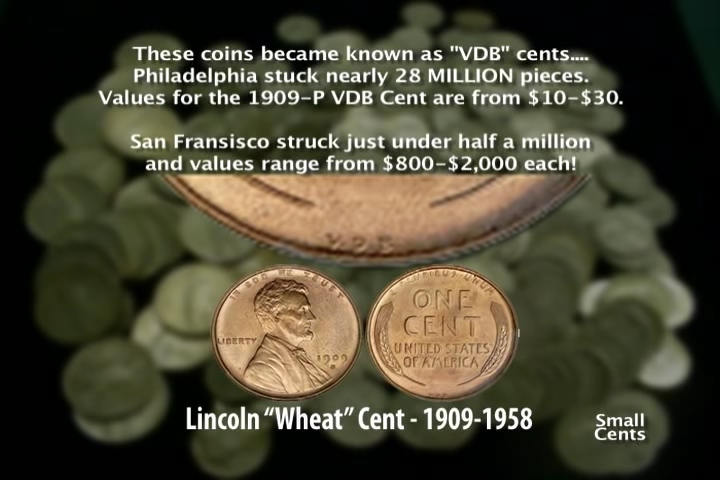 These coins became known as "VDB" cents....
Philadelphia stuck nearly 28 MILLION pieces.
Values for the 1909-P VDB Cent are from $10-$30.
San Fransisco struck just under half a million
and values range from $800-$2,000 each!
V.D.B.
IN GOD WE TRUST
LIBERTY
1909
S
E PLURIBUS UNUM
ONE
CENT
UNITED STATES
OF AMERICA
Lincoln “Wheat” Cent - 1909-1958
Small
Cents